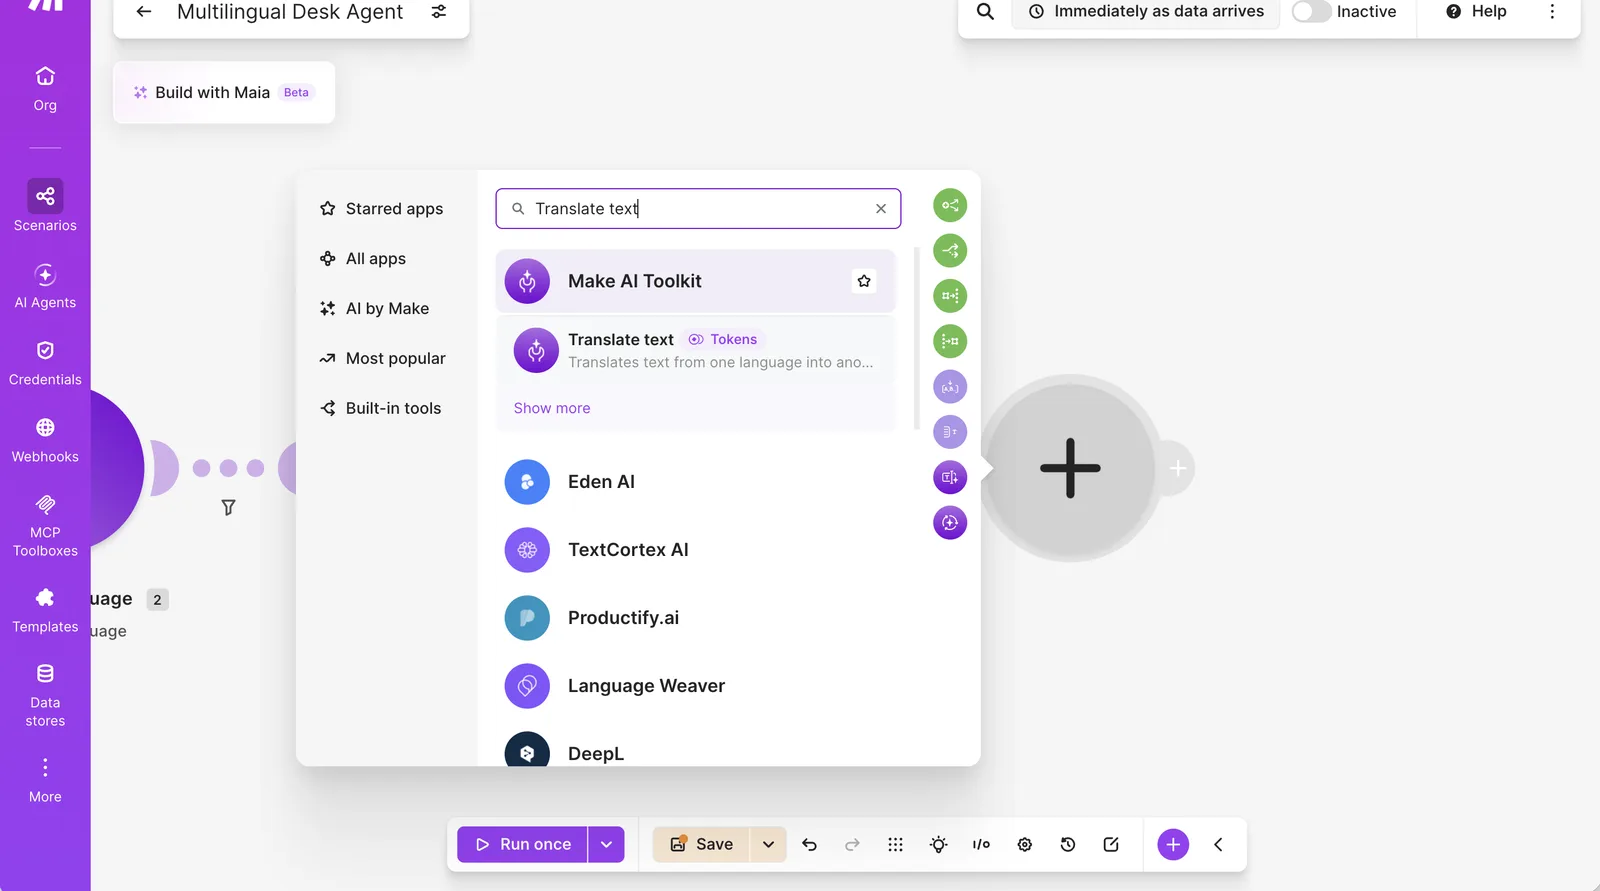 Multilingual Desk Agent
Immediately as data arrives
Inactive
Help
Build with Maia Beta
Org
Scenarios
AI Agents
Credentials
Webhooks
MCP
Toolboxes
Templates
Data
stores
More
uage 2
uage
Starred apps
All apps
AI by Make
Most popular
Built-in tools
Translate text
Make AI Toolkit
Translate text Tokens
Translates text from one language into ano...
Show more
Eden AI
TextCortex AI
Productify.ai
Language Weaver
DeepL
Run once
Save